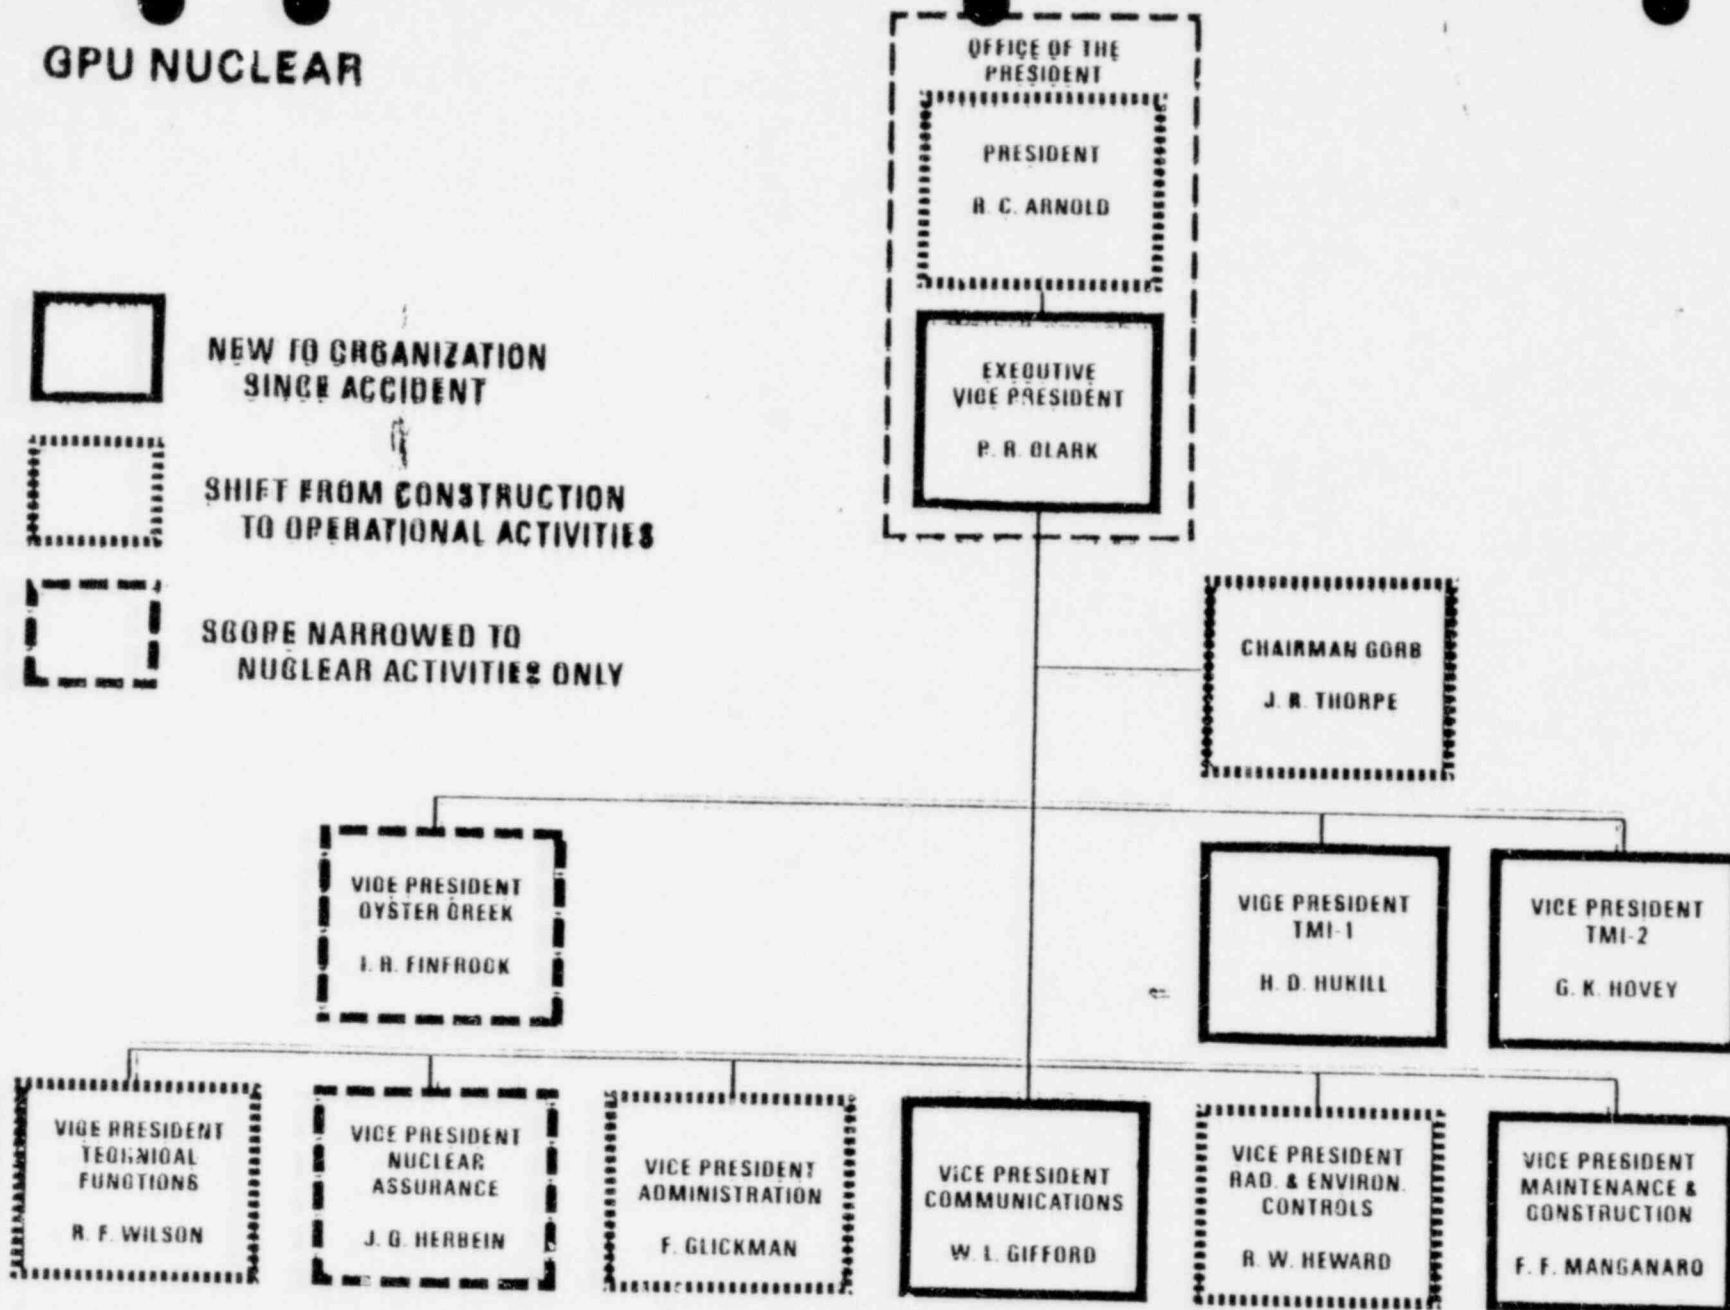 GPU NUCLEAR
OFFICE OF THE
PRESIDENT
PRESIDENT
R. C. ARNOLD
EXECUTIVE
VICE PRESIDENT
P. R. CLARK
NEW TO ORGANIZATION
SINCE ACCIDENT
SHIFT FROM CONSTRUCTION
TO OPERATIONAL ACTIVITIES
SCOPE NARROWED TO
NUCLEAR ACTIVITIES ONLY
CHAIRMAN GORB
J. R. THORPE
VICE PRESIDENT
OYSTER CREEK
I. R. FINFROCK
VICE PRESIDENT
TMI-1
H. D. HUKILL
VICE PRESIDENT
TMI-2
G. K. HOVEY
VICE PRESIDENT
TECHNICAL
FUNCTIONS
R. F. WILSON
VICE PRESIDENT
NUCLEAR
ASSURANCE
J. G. HERBEIN
VICE PRESIDENT
ADMINISTRATION
F. GLICKMAN
VICE PRESIDENT
COMMUNICATIONS
W. L. GIFFORD
VICE PRESIDENT
RAD. & ENVIRON.
CONTROLS
R. W. HEWARD
VICE PRESIDENT
MAINTENANCE &
CONSTRUCTION
F. F. MANGANARO